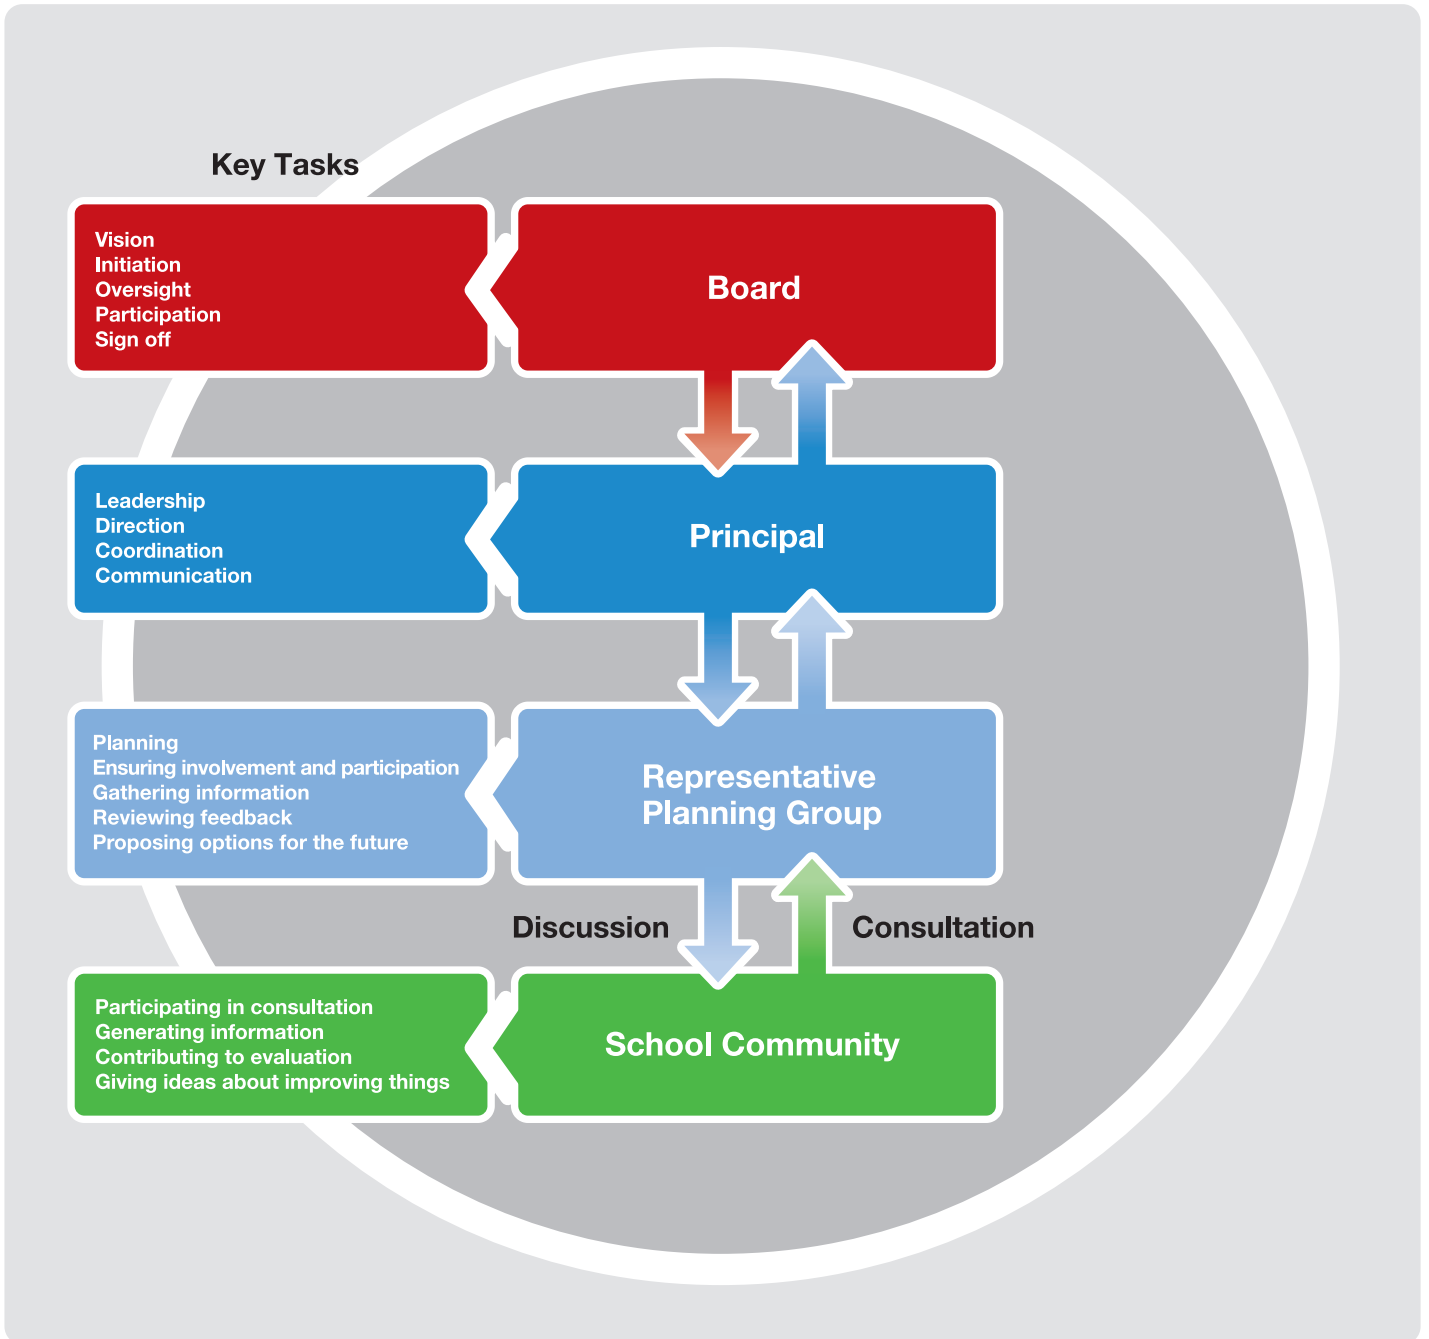 Key Tasks
Vision
Initiation
Oversight
Participation
Sign off
Board
Leadership
Direction
Coordination
Communication
Principal
Planning
Ensuring involvement and participation
Gathering information
Reviewing feedback
Proposing options for the future
Representative
Planning Group
Discussion
Consultation
Participating in consultation
Generating information
Contributing to evaluation
Giving ideas about improving things
School Community